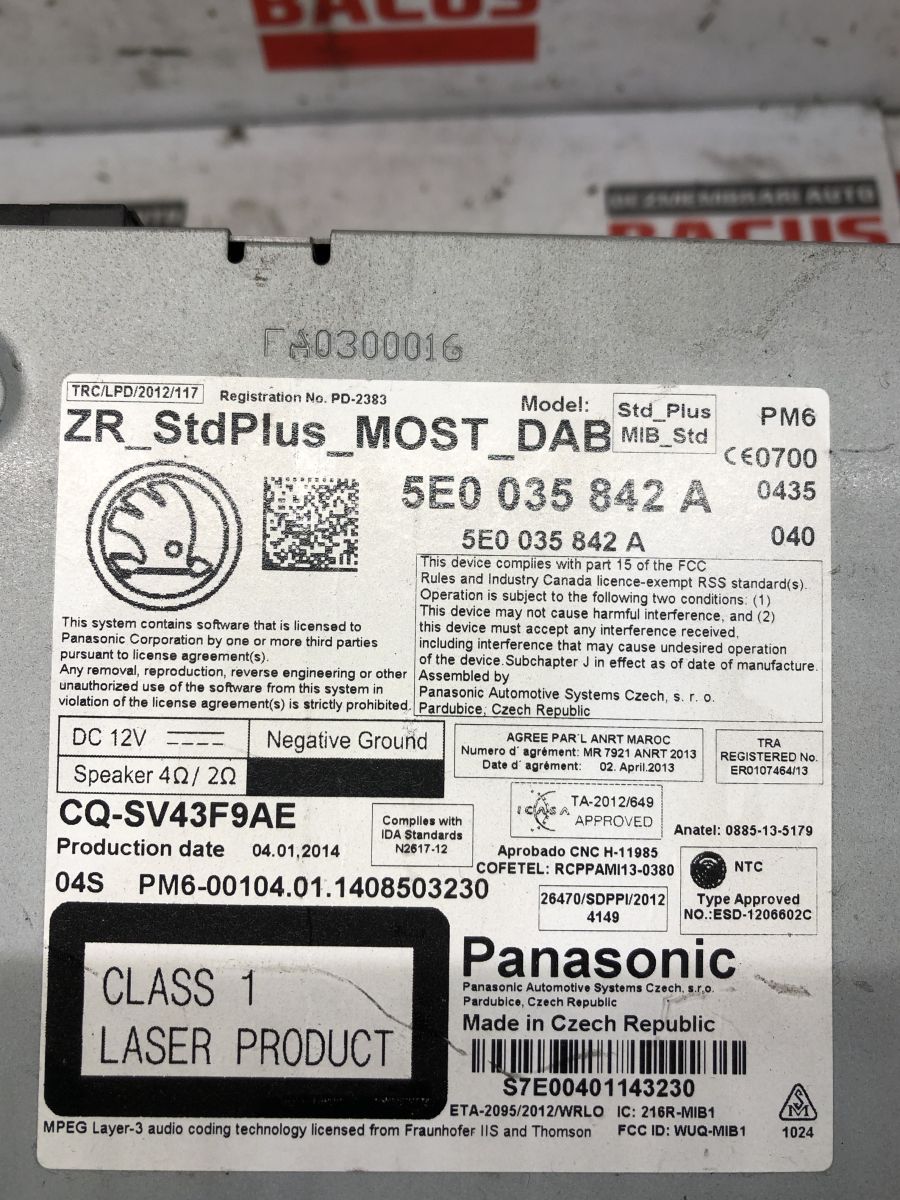 BACUS
DEZMEMBRARI AUTO
BACUS
FA0300016
TRC/LPD/2012/117
Registration No. PD-2383
Model:
Std_Plus
MIB_Std
PM6
ZR_StdPlus_MOST_DAB
CE0700
5E0 035 842 A
0435
5E0 035 842 A
040
This device complies with part 15 of the FCC
Rules and Industry Canada licence-exempt RSS standard(s).
Operation is subject to the following two conditions: (1)
This device may not cause harmful interference, and (2)
this device must accept any interference received,
including interference that may cause undesired operation
of the device.Subchapter J in effect as of date of manufacture.
Assembled by
Panasonic Automotive Systems Czech, s. r. o.
Pardubice, Czech Republic
This system contains software that is licensed to
Panasonic Corporation by one or more third parties
pursuant to license agreement(s).
Any removal, reproduction, reverse engineering or other
unauthorized use of the software from this system in
violation of the license agreement(s) is strictly prohibited.
DC 12V
Negative Ground
Speaker 4Ω/ 2Ω
AGREE PAR'L ANRT MAROC
Numero d´ agrément: MR 7921 ANRT 2013
Date d´ agrément: 02. April.2013
TRA
REGISTERED No.
ER0107464/13
CQ-SV43F9AE
Complies with
IDA Standards
N2617-12
ICASA
TA-2012/649
APPROVED
Anatel: 0885-13-5179
Production date 04.01,2014
Aprobado CNC H-11985
COFETEL: RCPPAMI13-0380
NTC
Type Approved
NO.:ESD-1206602C
04S PM6-00104.01.1408503230
26470/SDPPI/2012
4149
CLASS 1
LASER PRODUCT
Panasonic
Panasonic Automotive Systems Czech, s.r.o.
Pardubice, Czech Republic
Made in Czech Republic
S7E00401143230
ETA-2095/2012/WRLO IC: 216R-MIB1
MPEG Layer-3 audio coding technology licensed from Fraunhofer IIS and Thomson
FCC ID: WUQ-MIB1
1024